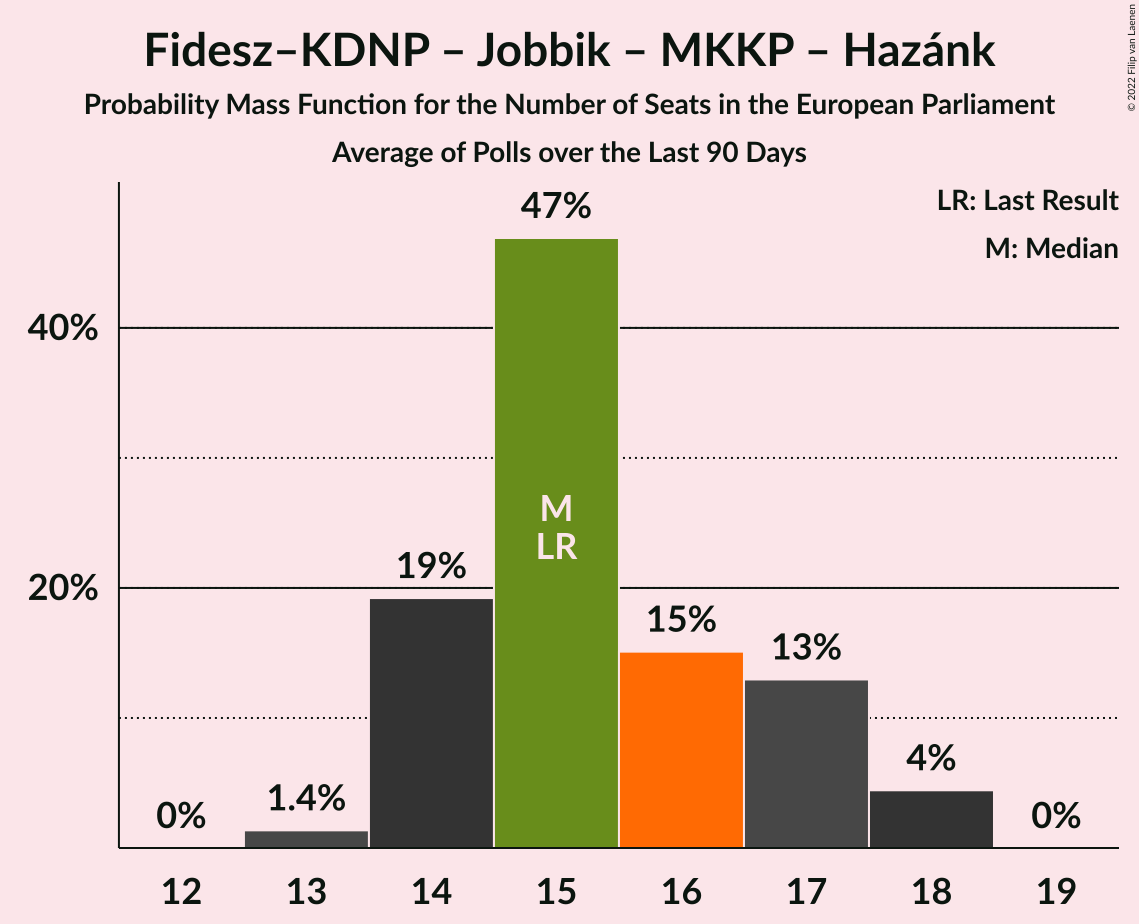 Fidesz–KDNP – Jobbik – MKKP – Hazánk
Probability Mass Function for the Number of Seats in the European Parliament
Average of Polls over the Last 90 Days
© 2022 Filip van Laenen
LR: Last Result
M: Median
47%
40%
M
LR
19%
20%
15%
13%
4%
1.4%
0%
0%
12 13 14 15 16 17 18 19